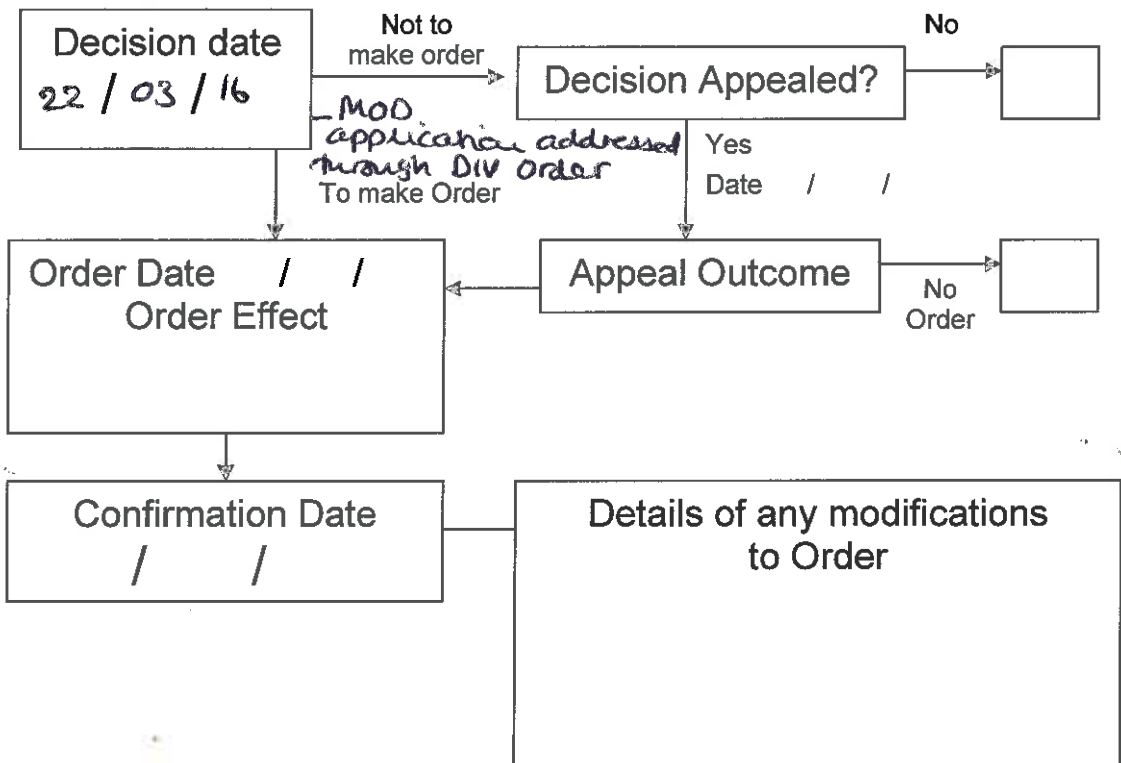 Decision date
22 / 03 / 16
Not to
make order
No
Decision Appealed?
- MOD
application addressed
through DIV order
To make Order
Yes
Date / /
Order Date / /
Order Effect
Appeal Outcome
No
Order
Confirmation Date
/ /
Details of any modifications
to Order